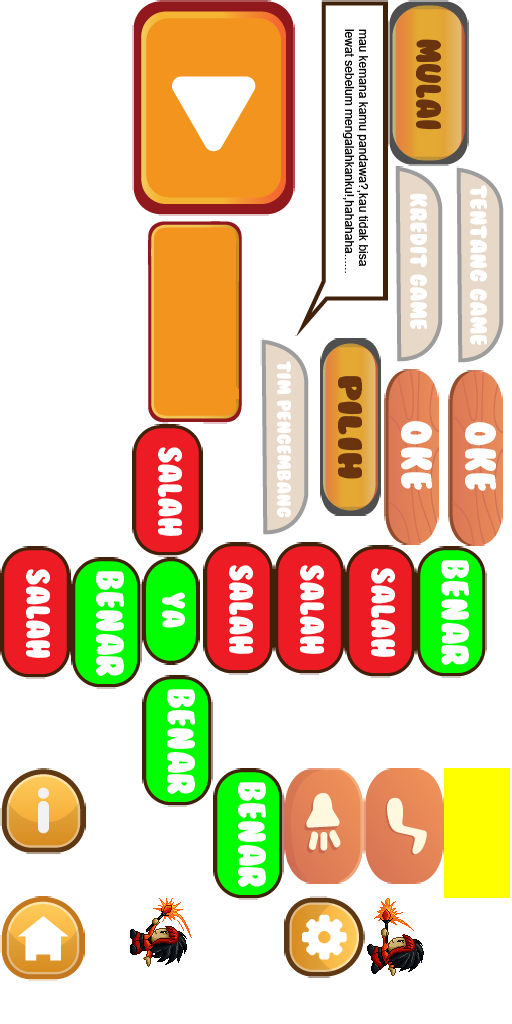 mau kemana kamu pandawa?,kau tidak bisa
lewat sebelum mengalahkanku!,hahahaha.....
MULAI
KREDIT GAME
TENTANG GAME
TIM PENGEMBANG
PILIH
OKE
OKE
SALAH
SALAH
BENAR
YA
SALAH
SALAH
SALAH
BENAR
BENAR
BENAR
i